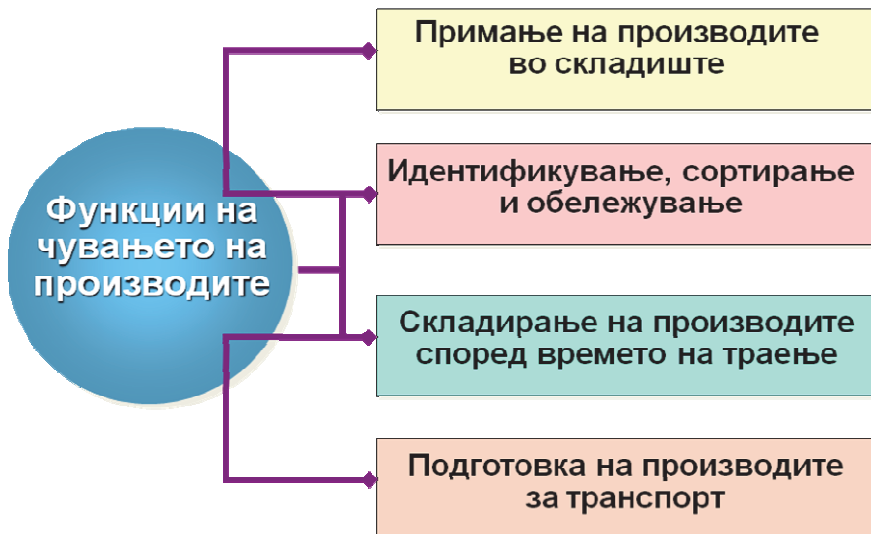 Функции на
чувањето на
производите
Примање на производите
во складиште
Идентификување, сортирање
и обележување
Складирање на производите
според времето на траење
Подготовка на производите
за транспорт